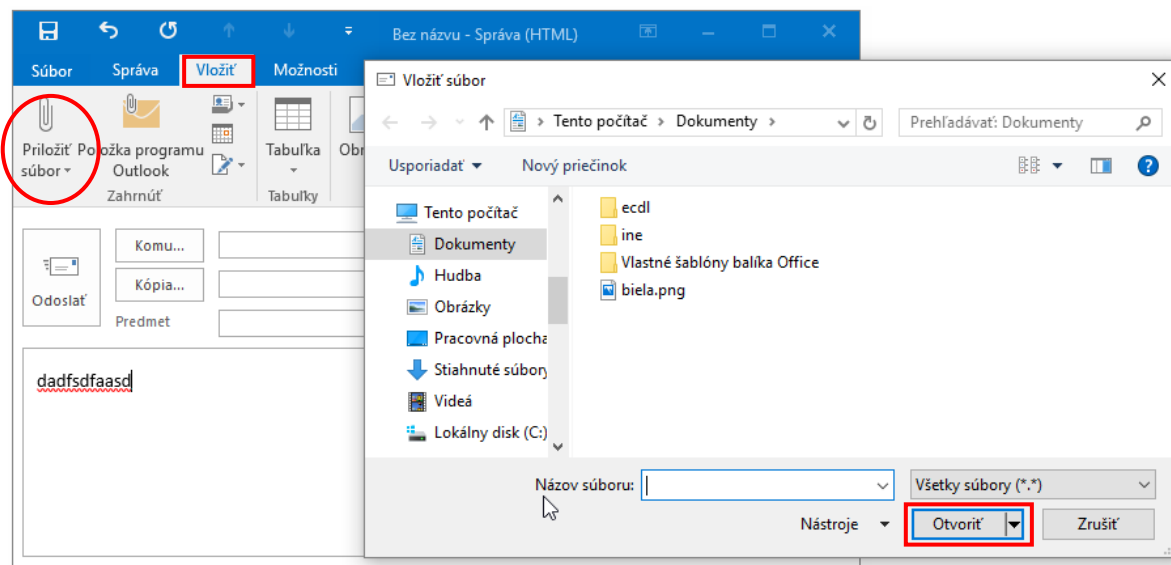 Bez názvu - Správa (HTML)
Súbor
Správa
Vložiť
Možnosti
Priložiť súbor
Položka programu Outlook
Zahrnúť
Tabuľka
Tabuľky
Obr
Odoslať
Komu...
Kópia...
Predmet
dadfsdfaasd
Vložiť súbor
Tento počítač > Dokumenty >
Prehľadávať: Dokumenty
Usporiadať
Nový priečinok
?
Tento počítač
Dokumenty
Hudba
Obrázky
Pracovná plocha
Stiahnuté súbory
Videá
Lokálny disk (C:)
ecdl
ine
Vlastné šablóny balíka Office
biela.png
Názov súboru:
Všetky súbory (*.*)
Nástroje
Otvoriť
Zrušiť